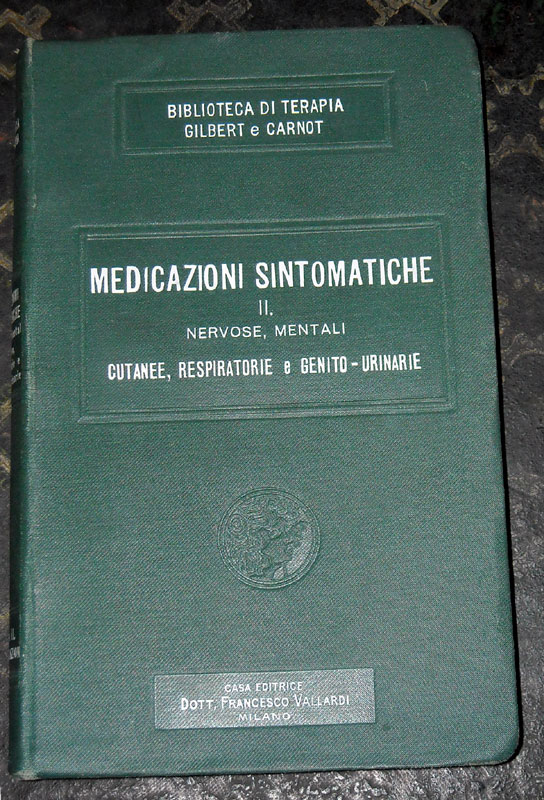 BIBLIOTECA DI TERAPIA
GILBERT e CARNOT
MEDICAZIONI SINTOMATICHE
II.
NERVOSE, MENTALI
CUTANEE, RESPIRATORIE e GENITO-URINARIE
CASA EDITRICE
DOTT. FRANCESCO VALLARDI
MILANO